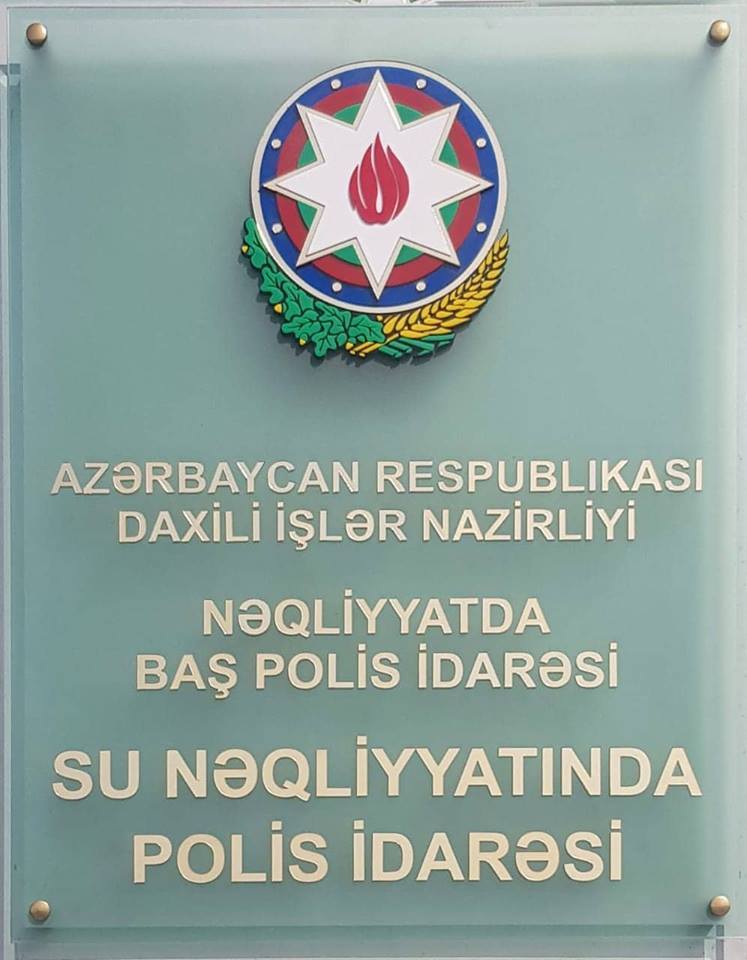 AZƏRBAYCAN RESPUBLIKASI
DAXİLİ İŞLƏR NAZİRLİYİ
NƏQLİYYATDA
BAŞ POLİS İDARƏSİ
SU NƏQLİYYATINDA
POLİS İDARƏSİ